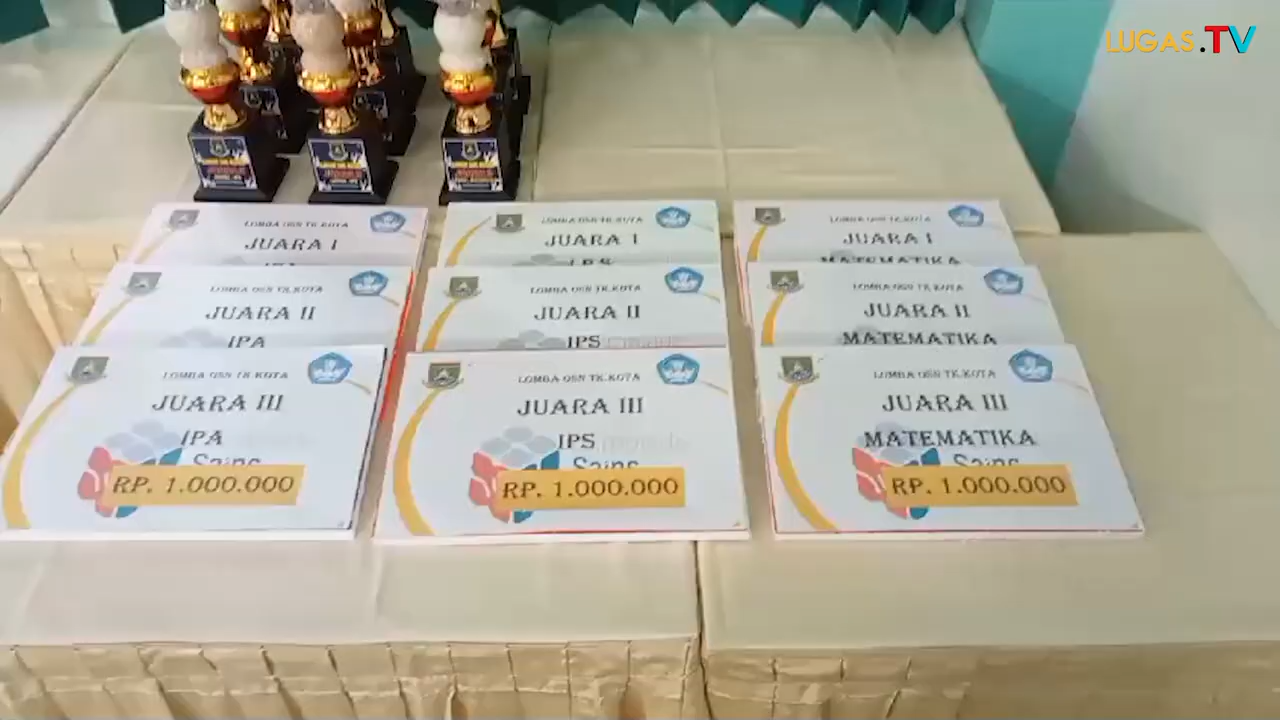 LUGAS.TV
LOMBA OSN TK.KOTA
JUARA I
IPA
LOMBA OSN TK.KOTA
JUARA I
IPS
LOMBA OSN TK.KOTA
JUARA I
MATEMATIKA
LOMBA OSN TK.KOTA
JUARA II
IPA
LOMBA OSN TK.KOTA
JUARA II
IPS
LOMBA OSN TK.KOTA
JUARA II
MATEMATIKA
LOMBA OSN TK.KOTA
JUARA III
IPA
Sains
RP. 1.000.000
LOMBA OSN TK.KOTA
JUARA III
IPS
Sains
RP. 1.000.000
LOMBA OSN TK.KOTA
JUARA III
MATEMATIKA
Sains
RP. 1.000.000